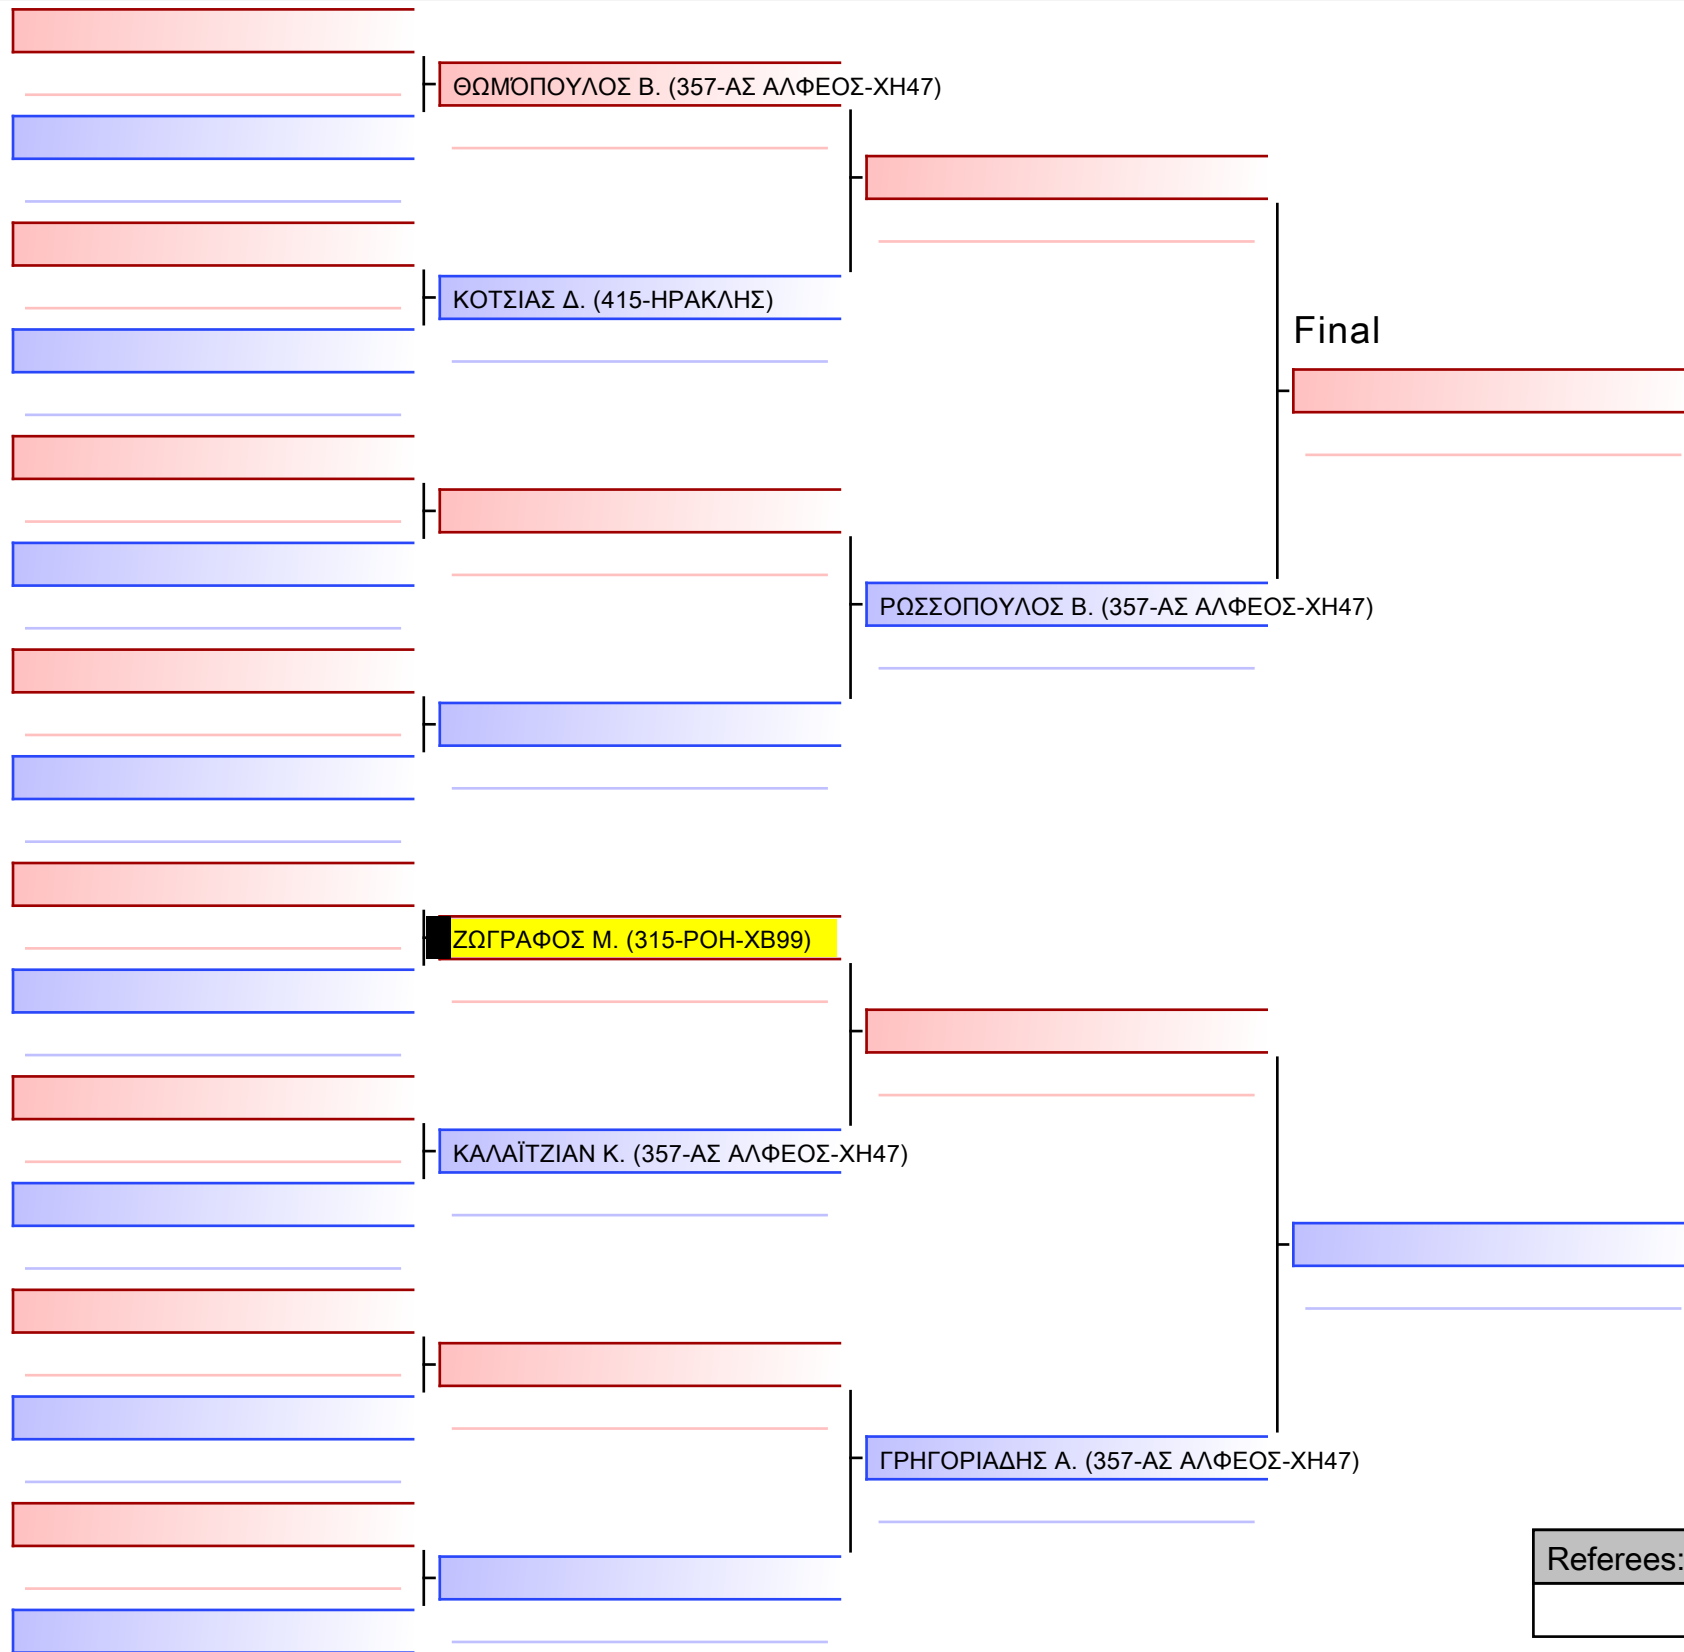 ΘΩΜΌΠΟΥΛΟΣ Β. (357-ΑΣ ΑΛΦΕΟΣ-ΧΗ47)
ΚΟΤΣΙΑΣ Δ. (415-ΗΡΑΚΛΗΣ)
Final
ΡΩΣΣΟΠΟΥΛΟΣ Β. (357-ΑΣ ΑΛΦΕΟΣ-ΧΗ47)
ΖΩΓΡΑΦΟΣ Μ. (315-ΡΟΗ-ΧΒ99)
ΚΑΛΑΪΤΖΙΑΝ Κ. (357-ΑΣ ΑΛΦΕΟΣ-ΧΗ47)
ΓΡΗΓΟΡΙΑΔΗΣ Α. (357-ΑΣ ΑΛΦΕΟΣ-ΧΗ47)
Referees: